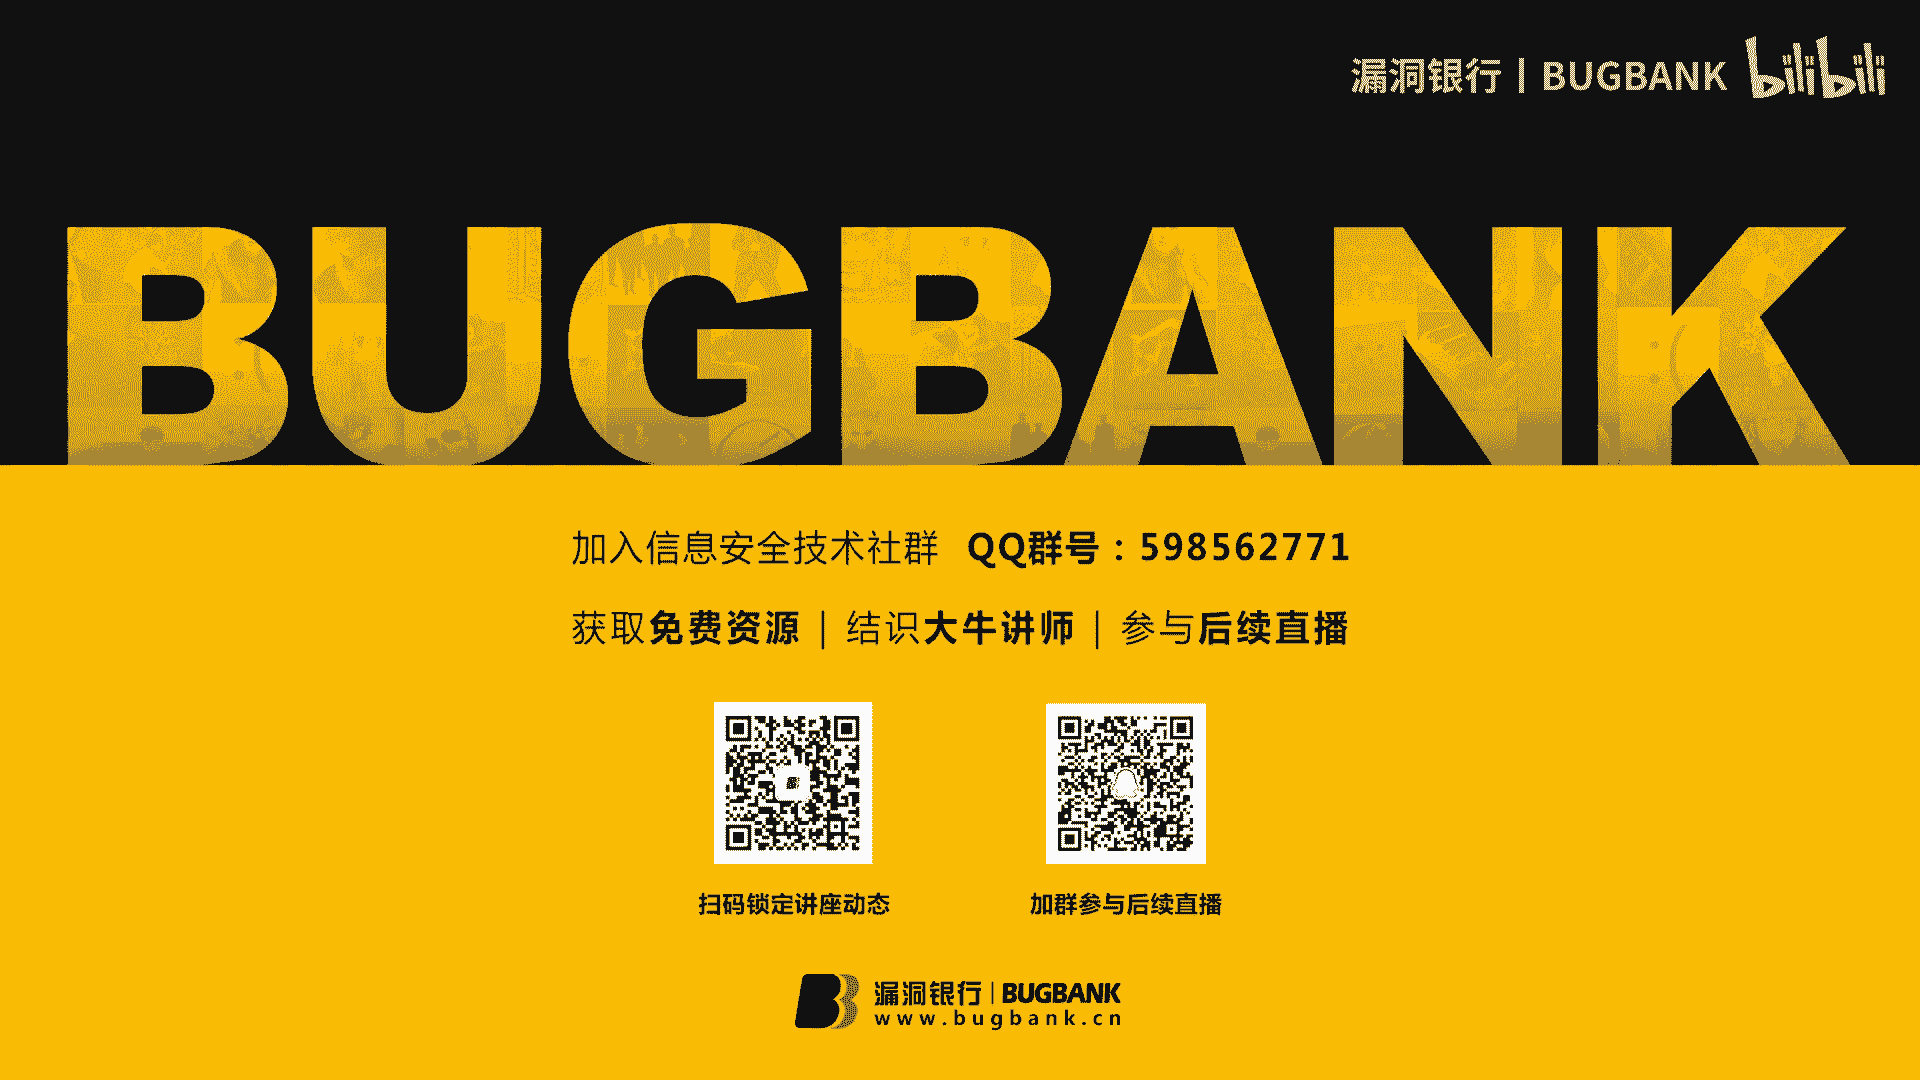 漏洞银行 | BUGBANK bilibili
BUGBANK
加入信息安全技术社群 QQ群号：598562771
获取免费资源 | 结识大牛讲师 | 参与后续直播
扫码锁定讲座动态 加群参与后续直播
漏洞银行 | BUGBANK
www.bugbank.cn